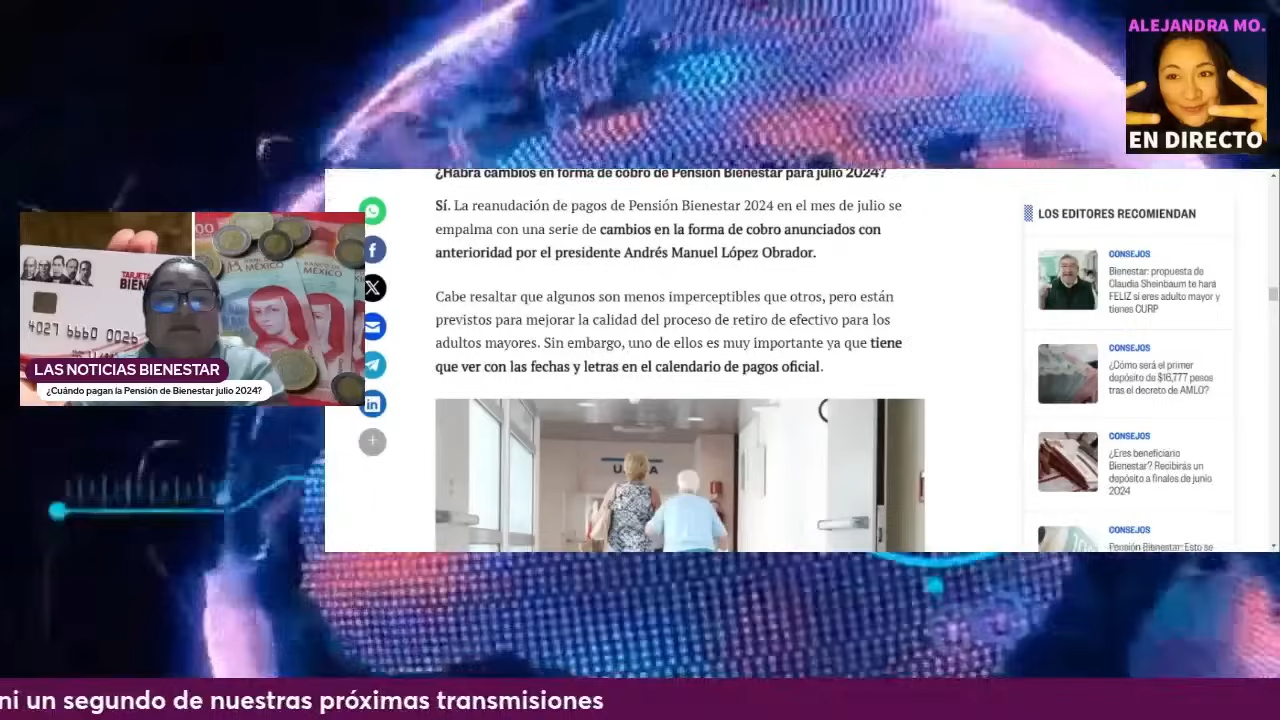 ALEJANDRA MO.
EN DIRECTO
¿Habrá cambios en forma de cobro de Pensión Bienestar para julio 2024?
Sí. La reanudación de pagos de Pensión Bienestar 2024 en el mes de julio se
empalma con una serie de cambios en la forma de cobro anunciados con
anterioridad por el presidente Andrés Manuel López Obrador.
Cabe resaltar que algunos son menos imperceptibles que otros, pero están
previstos para mejorar la calidad del proceso de retiro de efectivo para los
adultos mayores. Sin embargo, uno de ellos es muy importante ya que tiene
que ver con las fechas y letras en el calendario de pagos oficial.
LOS EDITORES RECOMIENDAN
CONSEJOS
Bienestar: propuesta de
Claudia Sheinbaum te hará
FELIZ si eres adulto mayor y
tienes CURP
CONSEJOS
¿Cómo será el primer
depósito de $16,777 pesos
tras el decreto de AMLO?
CONSEJOS
¿Eres beneficiario
Bienestar? Recibirás un
depósito a finales de junio
2024
CONSEJOS
Pensión Bienestar: Esto se
TARJETA
BIEN
4027 6660 0026
MÉXICO
MÉXICO
LAS NOTICIAS BIENESTAR
¿Cuándo pagan la Pensión de Bienestar julio 2024?
ni un segundo de nuestras próximas transmisiones